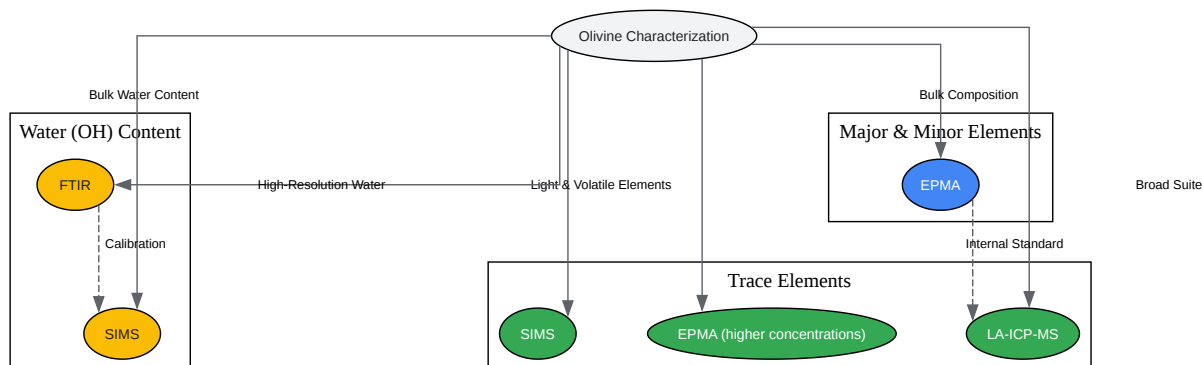 Olivine Characterization
Bulk Water Content
Bulk Composition
Water (OH) Content
Major & Minor Elements
FTIR
High-Resolution Water
Light & Volatile Elements
EPMA
Broad Suite
Calibration
Internal Standard
Trace Elements
SIMS
SIMS
EPMA (higher concentrations)
LA-ICP-MS